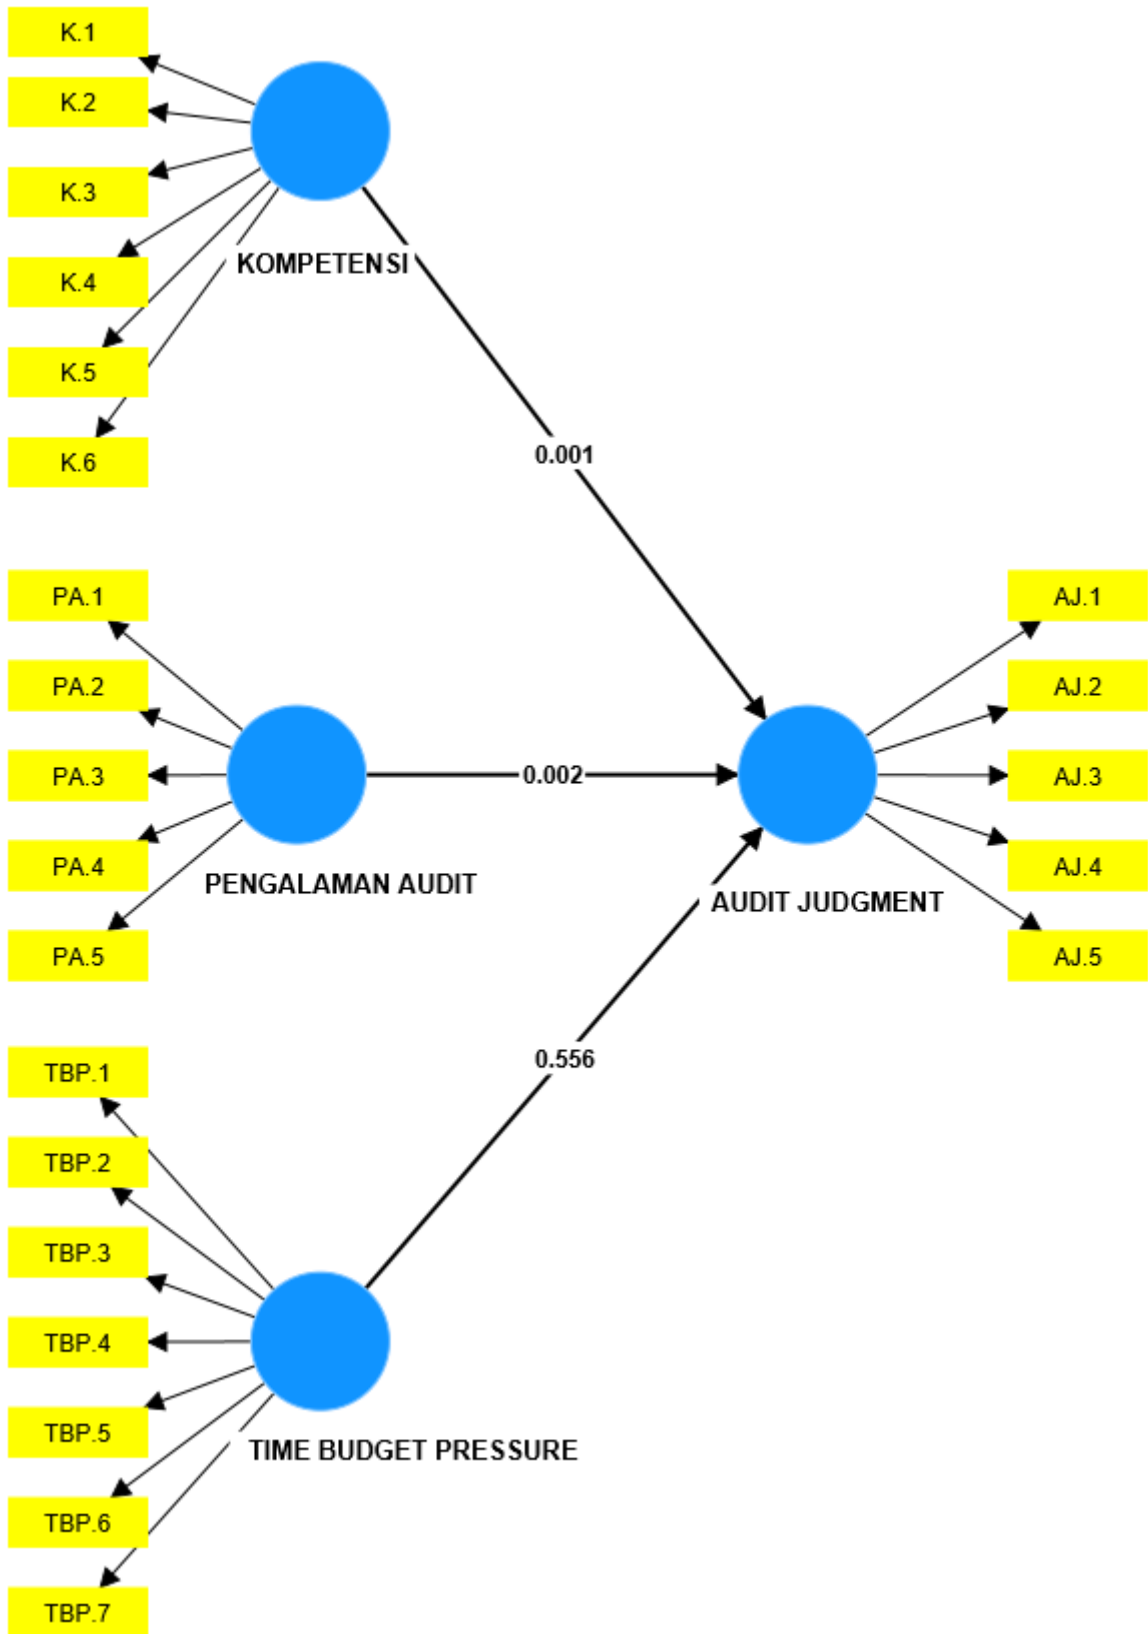 K.1
K.2
K.3
K.4
K.5
K.6
KOMPETENSI
0.001
PA.1
PA.2
PA.3
PA.4
PA.5
PENGALAMAN AUDIT
0.002
AUDIT JUDGMENT
AJ.1
AJ.2
AJ.3
AJ.4
AJ.5
0.556
TBP.1
TBP.2
TBP.3
TBP.4
TBP.5
TBP.6
TBP.7
TIME BUDGET PRESSURE